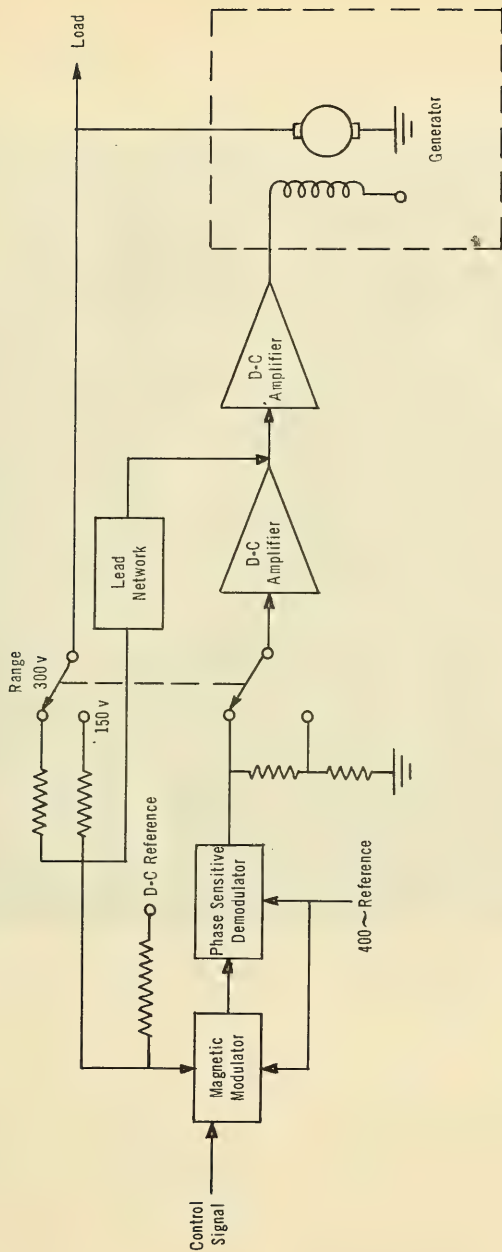 Load
Generator
D-C
Amplifier
D-C
Amplifier
Lead
Network
Range
300 v
150 v
D-C Reference
Phase Sensitive
Demodulator
400~Reference
Magnetic
Modulator
Control
Signal